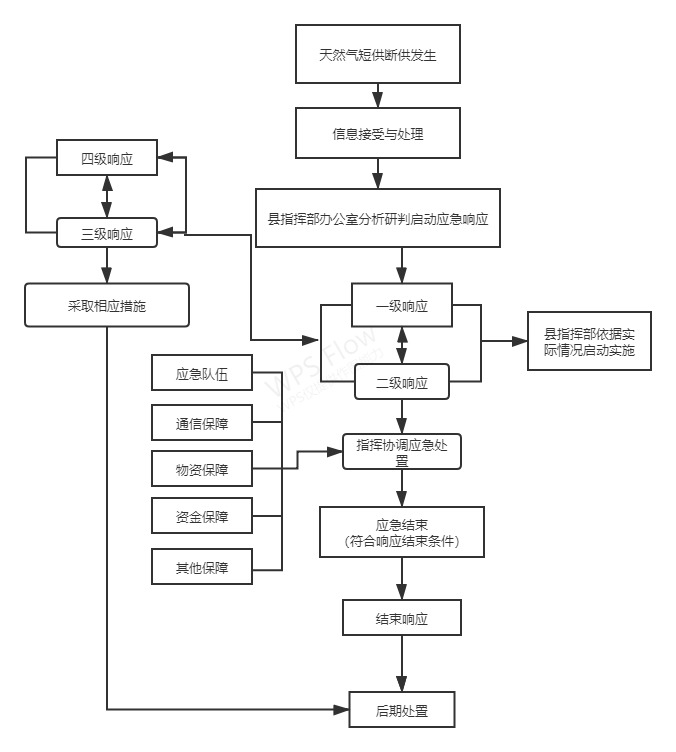 天然气短供断供发生
信息接受与处理
县指挥部办公室分析研判启动应急响应
四级响应
三级响应
采取相应措施
一级响应
二级响应
县指挥部依据实
际情况启动实施
应急队伍
通信保障
物资保障
资金保障
其他保障
指挥协调应急处
置
应急结束
（符合响应结束条件）
结束响应
后期处置
WPS Flow